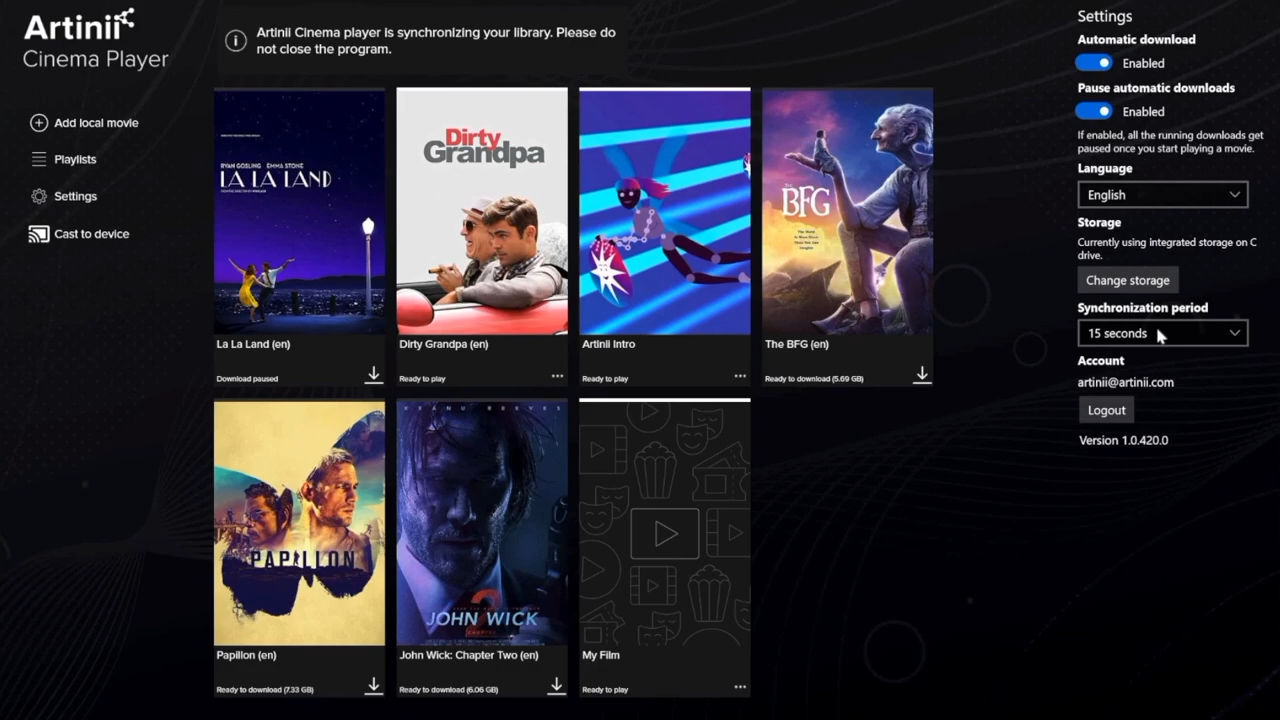 Artinii
Cinema Player
Artinii Cinema player is synchronizing your library. Please do
not close the program.
Add local movie
Playlists
Settings
Cast to device
RYAN GOSLING EMMA STONE
LA LA LAND
La La Land (en)
Download paused
Dirty
Grandpa
Dirty Grandpa (en)
Ready to play
Artinii Intro
Ready to play
THE
BFG
The BFG (en)
Ready to download (5.69 GB)
PAPILLON
Papillon (en)
Ready to download (7.33 GB)
KEANU REEVES
2
JOHN WICK
CHAPTER
John Wick: Chapter Two (en)
Ready to download (6.06 GB)
My Film
Ready to play
Settings
Automatic download
Enabled
Pause automatic downloads
Enabled
If enabled, all the running downloads get
paused once you start playing a movie.
Language
English
Storage
Currently using integrated storage on C
drive.
Change storage
Synchronization period
15 seconds
Account
artinii@artinii.com
Logout
Version 1.0.420.0